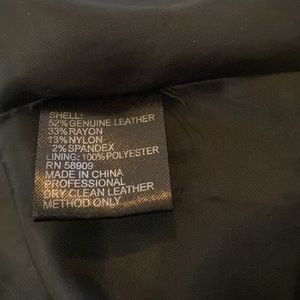 SHELL:
52% GENUINE LEATHER
33% RAYON
13% NYLON
2% SPANDEX
LINING: 100% POLYESTER
RN 58909
MADE IN CHINA
PROFESSIONAL
DRY CLEAN LEATHER
METHOD ONLY